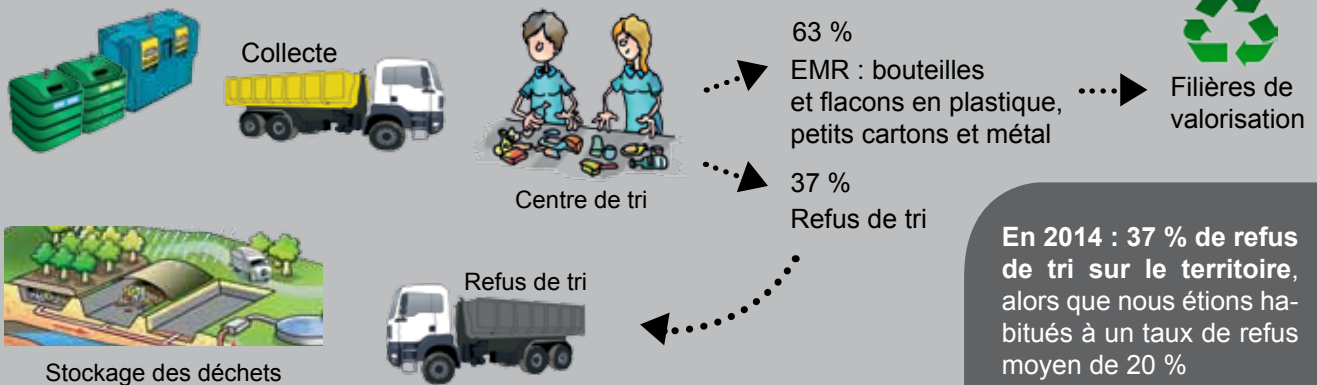 Collecte
Centre de tri
63 %
EMR : bouteilles
et flacons en plastique,
petits cartons et métal
Filières de
valorisation
37 %
Refus de tri
Refus de tri
Stockage des déchets
En 2014 : 37 % de refus
de tri sur le territoire,
alors que nous étions ha-
bitués à un taux de refus
moyen de 20 %